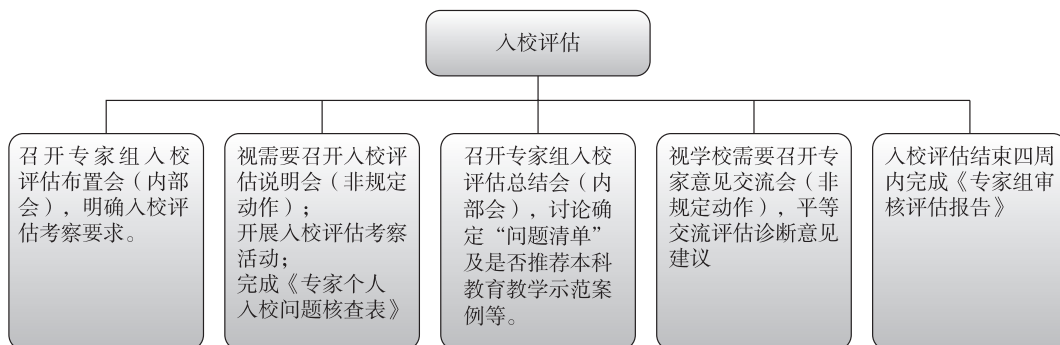 入校评估
召开专家组入校
评估布置会（内部
会），明确入校评
估考察要求。
视需要召开入校评
估说明会（非规定
动作）；
开展入校评估考察
活动；
完成《专家个人
入校问题核查表》
召开专家组入校
评估总结会（内
部会），讨论确
定“问题清单”
及是否推荐本科
教育教学示范案
例等。
视学校需要召开专
家意见交流会（非
规定动作），平等
交流评估诊断意见
建议
入校评估结束四周
内完成《专家组审
核评估报告》